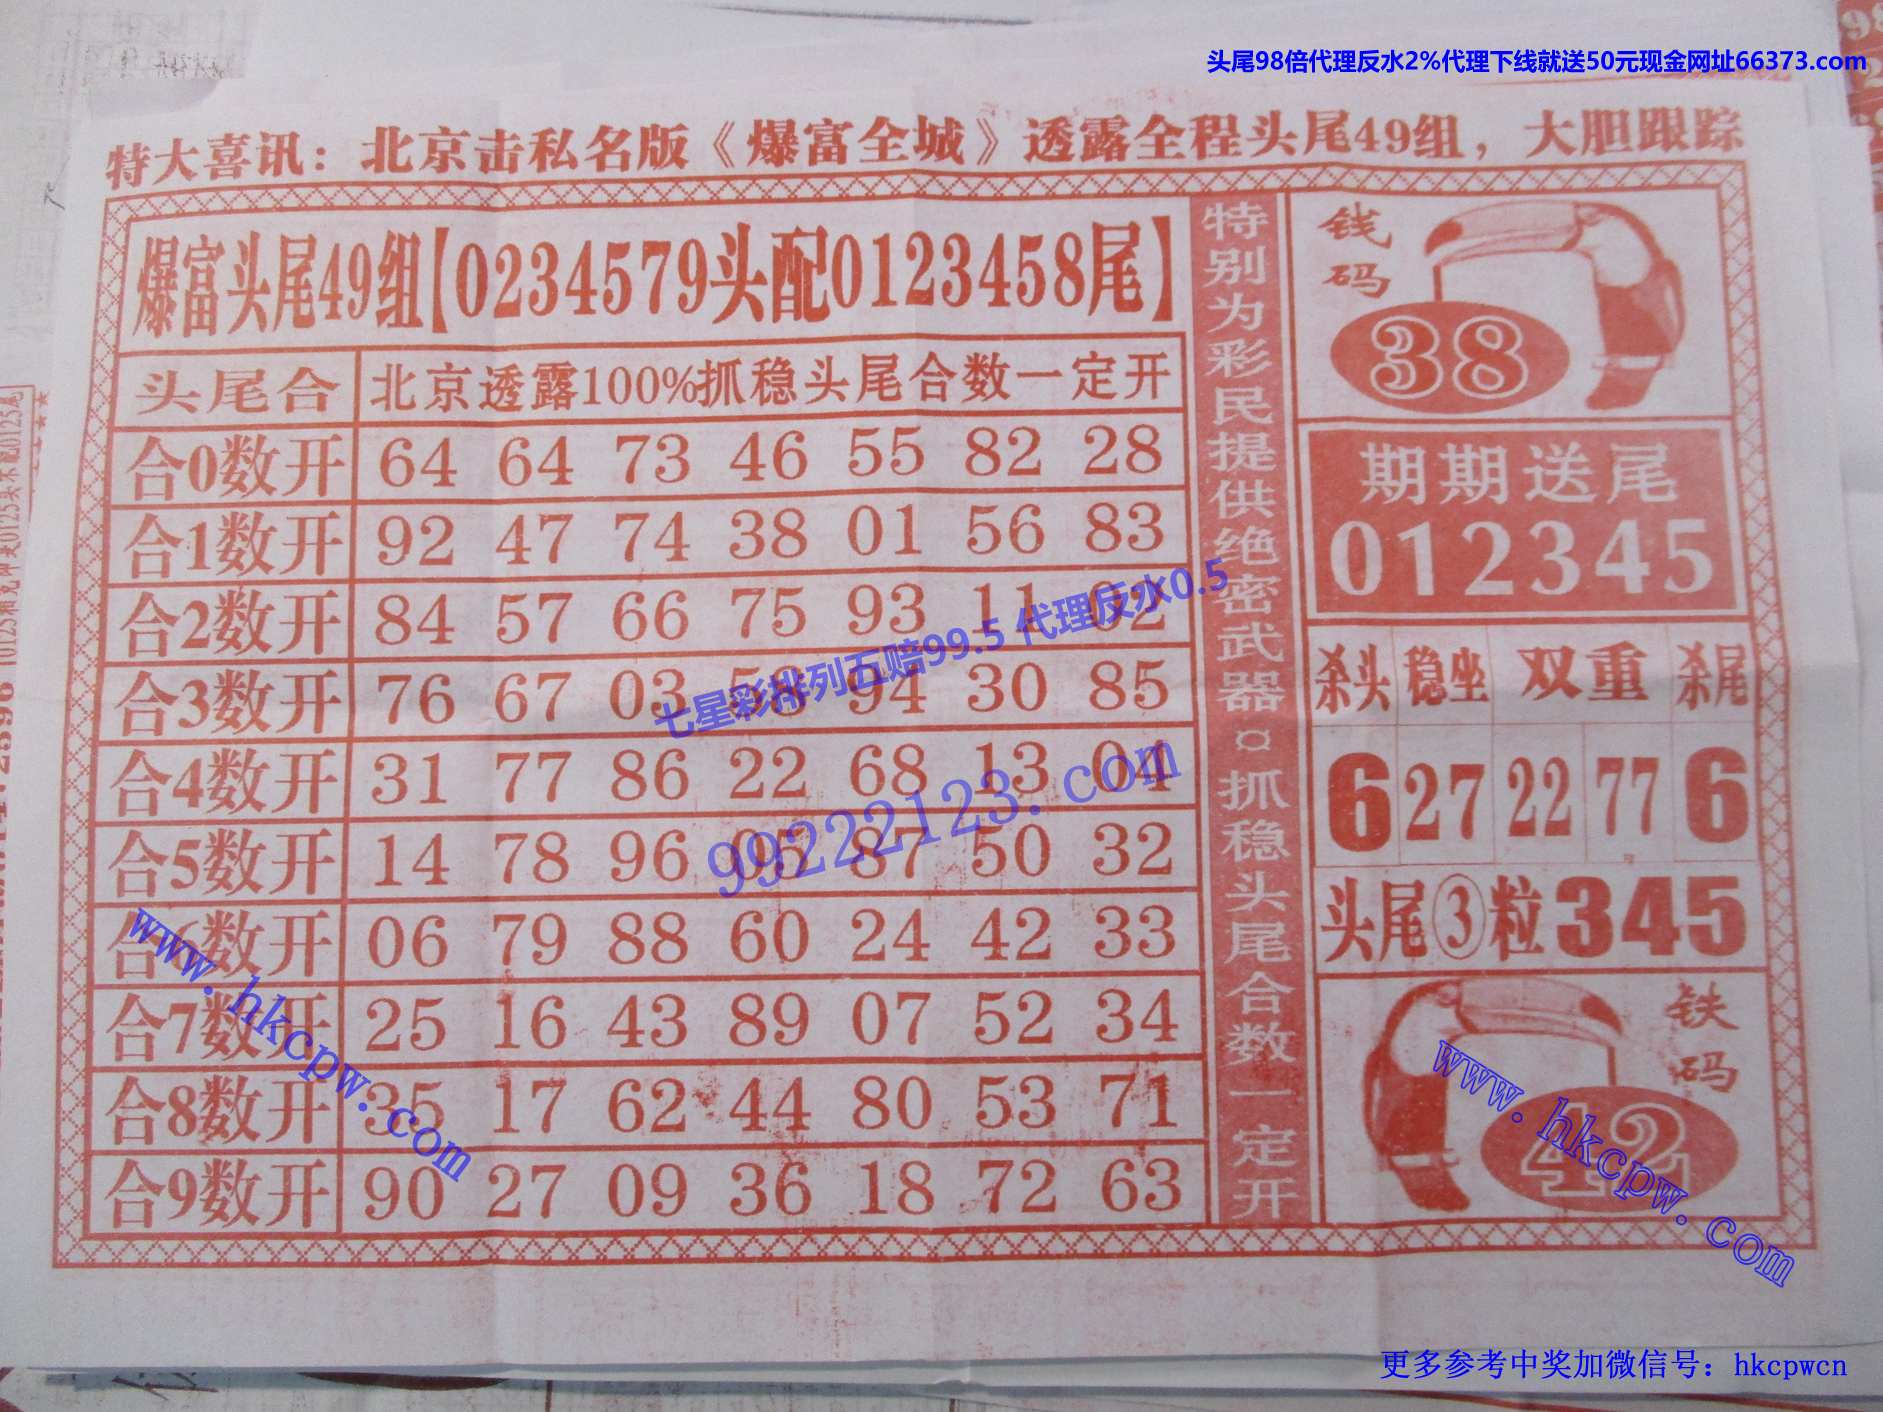 头尾98倍代理反水2%代理下线就送50元现金网址66373.com
特大喜讯：北京击私名版《爆富全城》透露全程头尾49组，大胆跟踪
爆富头尾49组【0234579头配0123458尾】
头尾合 北京透露100%抓稳头尾合数一定开
合0数开 64 64 73 46 55 82 28
合1数开 92 47 74 38 01 56 83
合2数开 84 57 66 75 93 11 02
合3数开 76 67 03 58 94 30 85
合4数开 31 77 86 22 68 13 04
合5数开 14 78 96 05 87 50 32
合6数开 06 79 88 60 24 42 33
合7数开 25 16 43 89 07 52 34
合8数开 35 17 62 44 80 53 71
合9数开 90 27 09 36 18 72 63
特别为彩民提供绝密武器¤抓稳头尾合数一定开
钱码
38
期期送尾
012345
杀头 稳坐 双重 杀尾
6 27 22 77 6
头尾③粒345
铁码
42
七星彩排列五赔99.5 代理反水0.5
99222123.com
www.hkcpw.com
www.hkcpw.com
更多参考中奖加微信号：hkcpwcn